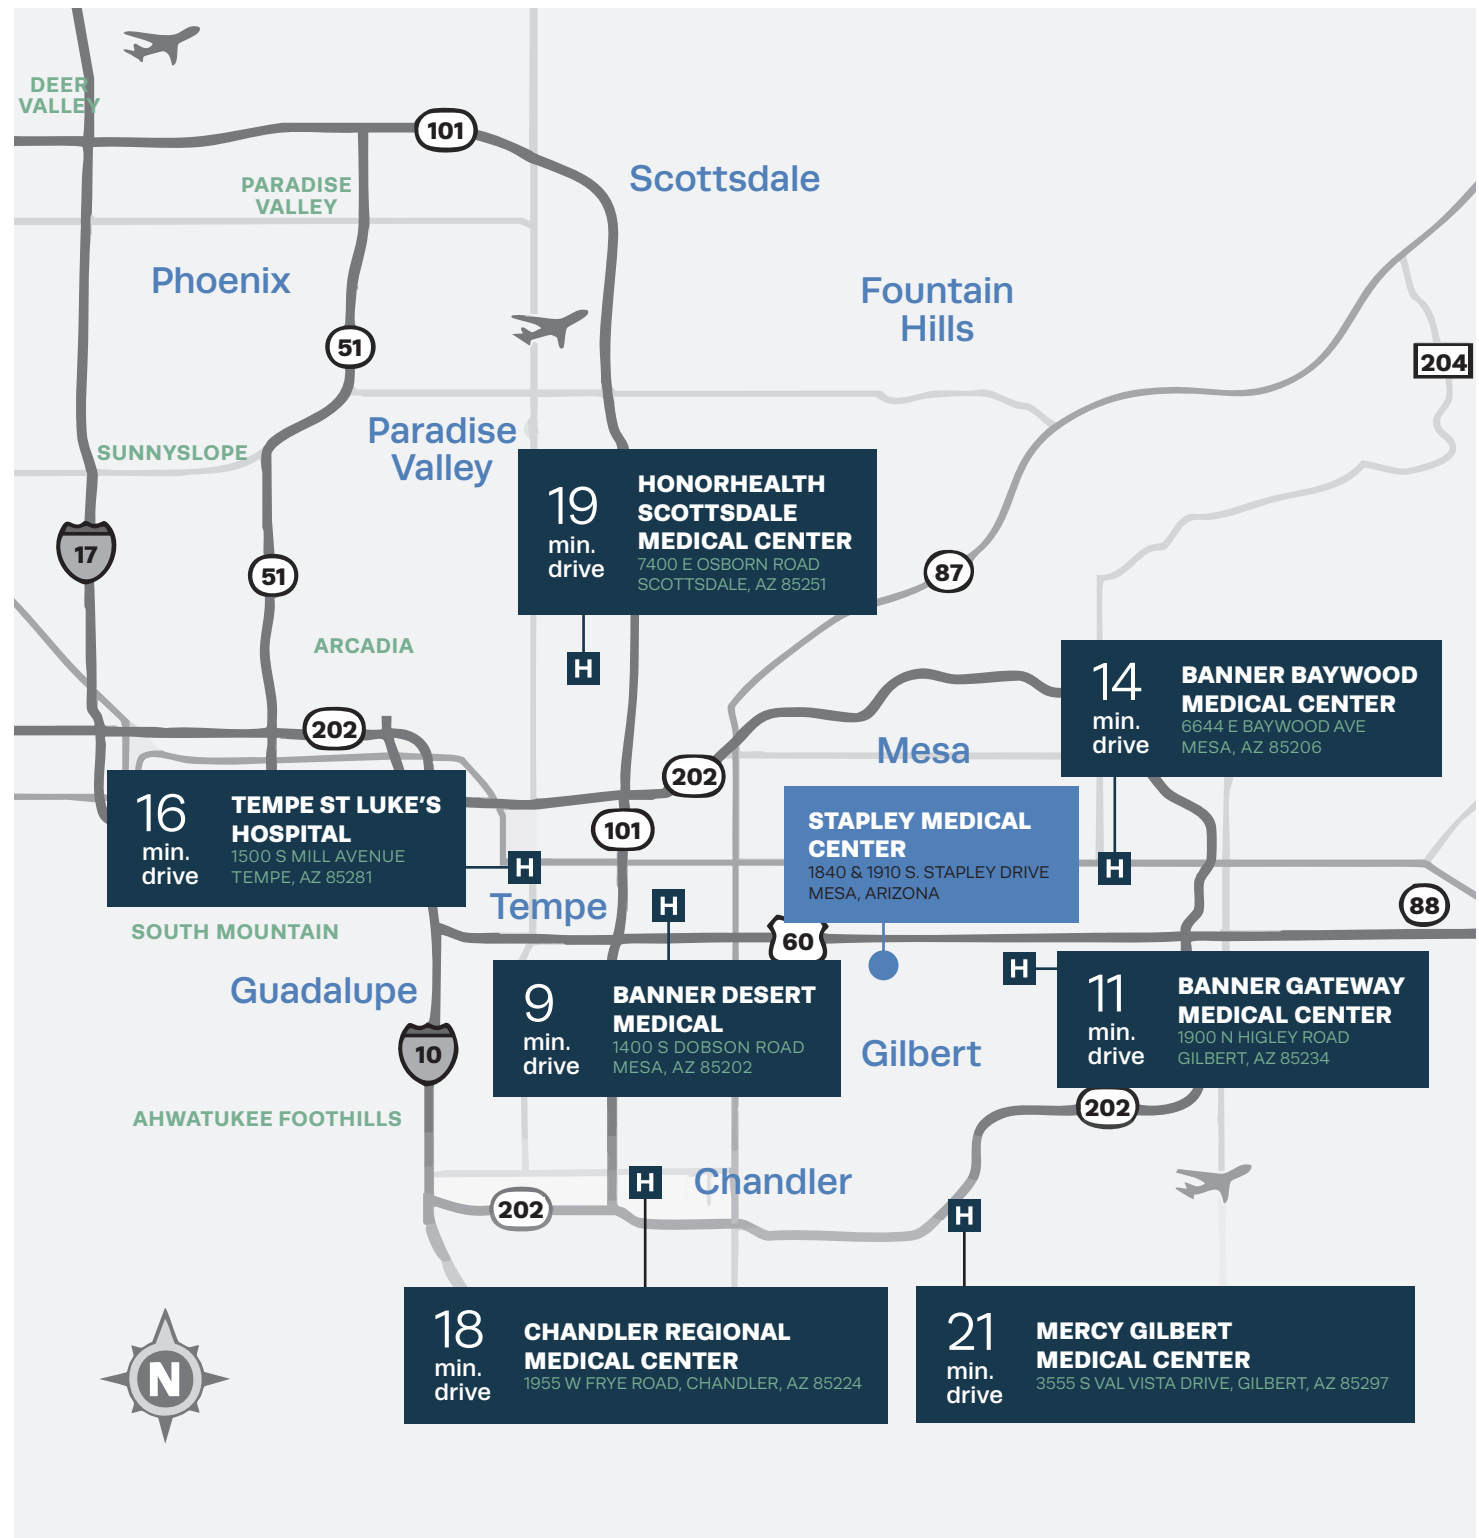 DEER
VALLEY
101
PARADISE
VALLEY
Scottsdale
Phoenix
Fountain
Hills
51
204
Paradise
Valley
SUNNYSLOPE
19
min.
drive
HONORHEALTH
SCOTTSDALE
MEDICAL CENTER
7400 E OSBORN ROAD
SCOTTSDALE, AZ 85251
17
51
87
ARCADIA
H
14
min.
drive
BANNER BAYWOOD
MEDICAL CENTER
6644 E BAYWOOD AVE
MESA, AZ 85206
202
Mesa
202
16
min.
drive
TEMPE ST LUKE'S
HOSPITAL
1500 S MILL AVENUE
TEMPE, AZ 85281
101
STAPLEY MEDICAL
CENTER
1840 & 1910 S. STAPLEY DRIVE
MESA, ARIZONA
H
H
Tempe
H
88
SOUTH MOUNTAIN
60
Guadalupe
H
9
min.
drive
BANNER DESERT
MEDICAL
1400 S DOBSON ROAD
MESA, AZ 85202
11
min.
drive
BANNER GATEWAY
MEDICAL CENTER
1900 N HIGLEY ROAD
GILBERT, AZ 85234
10
Gilbert
202
AHWATUKEE FOOTHILLS
H
Chandler
202
H
18
min.
drive
CHANDLER REGIONAL
MEDICAL CENTER
1955 W FRYE ROAD, CHANDLER, AZ 85224
21
min.
drive
MERCY GILBERT
MEDICAL CENTER
3555 S VAL VISTA DRIVE, GILBERT, AZ 85297
N